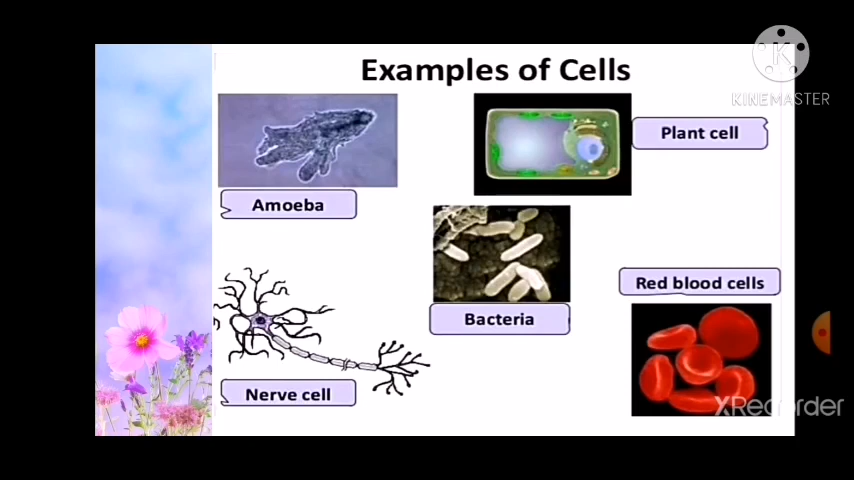 Examples of Cells
K
KINEMASTER
Plant cell
Amoeba
Red blood cells
Bacteria
Nerve cell
XRecorder